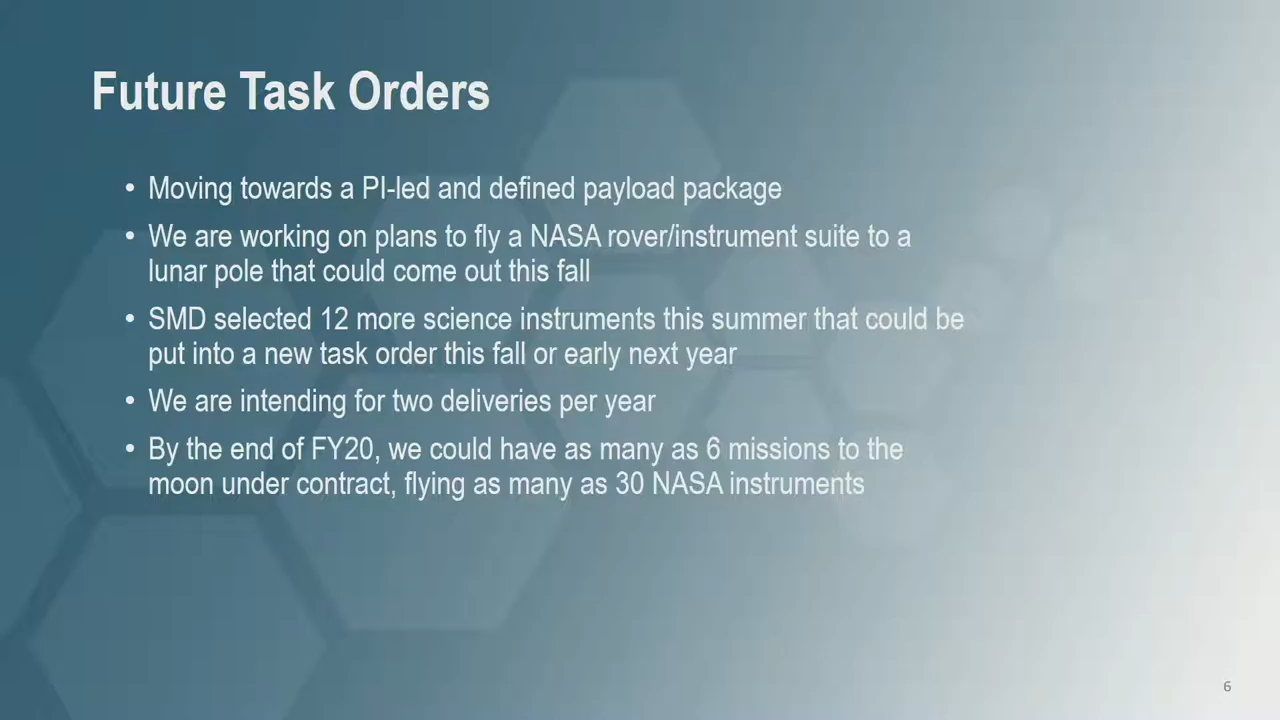 Future Task Orders
• Moving towards a PI-led and defined payload package
• We are working on plans to fly a NASA rover/instrument suite to a
lunar pole that could come out this fall
• SMD selected 12 more science instruments this summer that could be
put into a new task order this fall or early next year
• We are intending for two deliveries per year
• By the end of FY20, we could have as many as 6 missions to the
moon under contract, flying as many as 30 NASA instruments
6